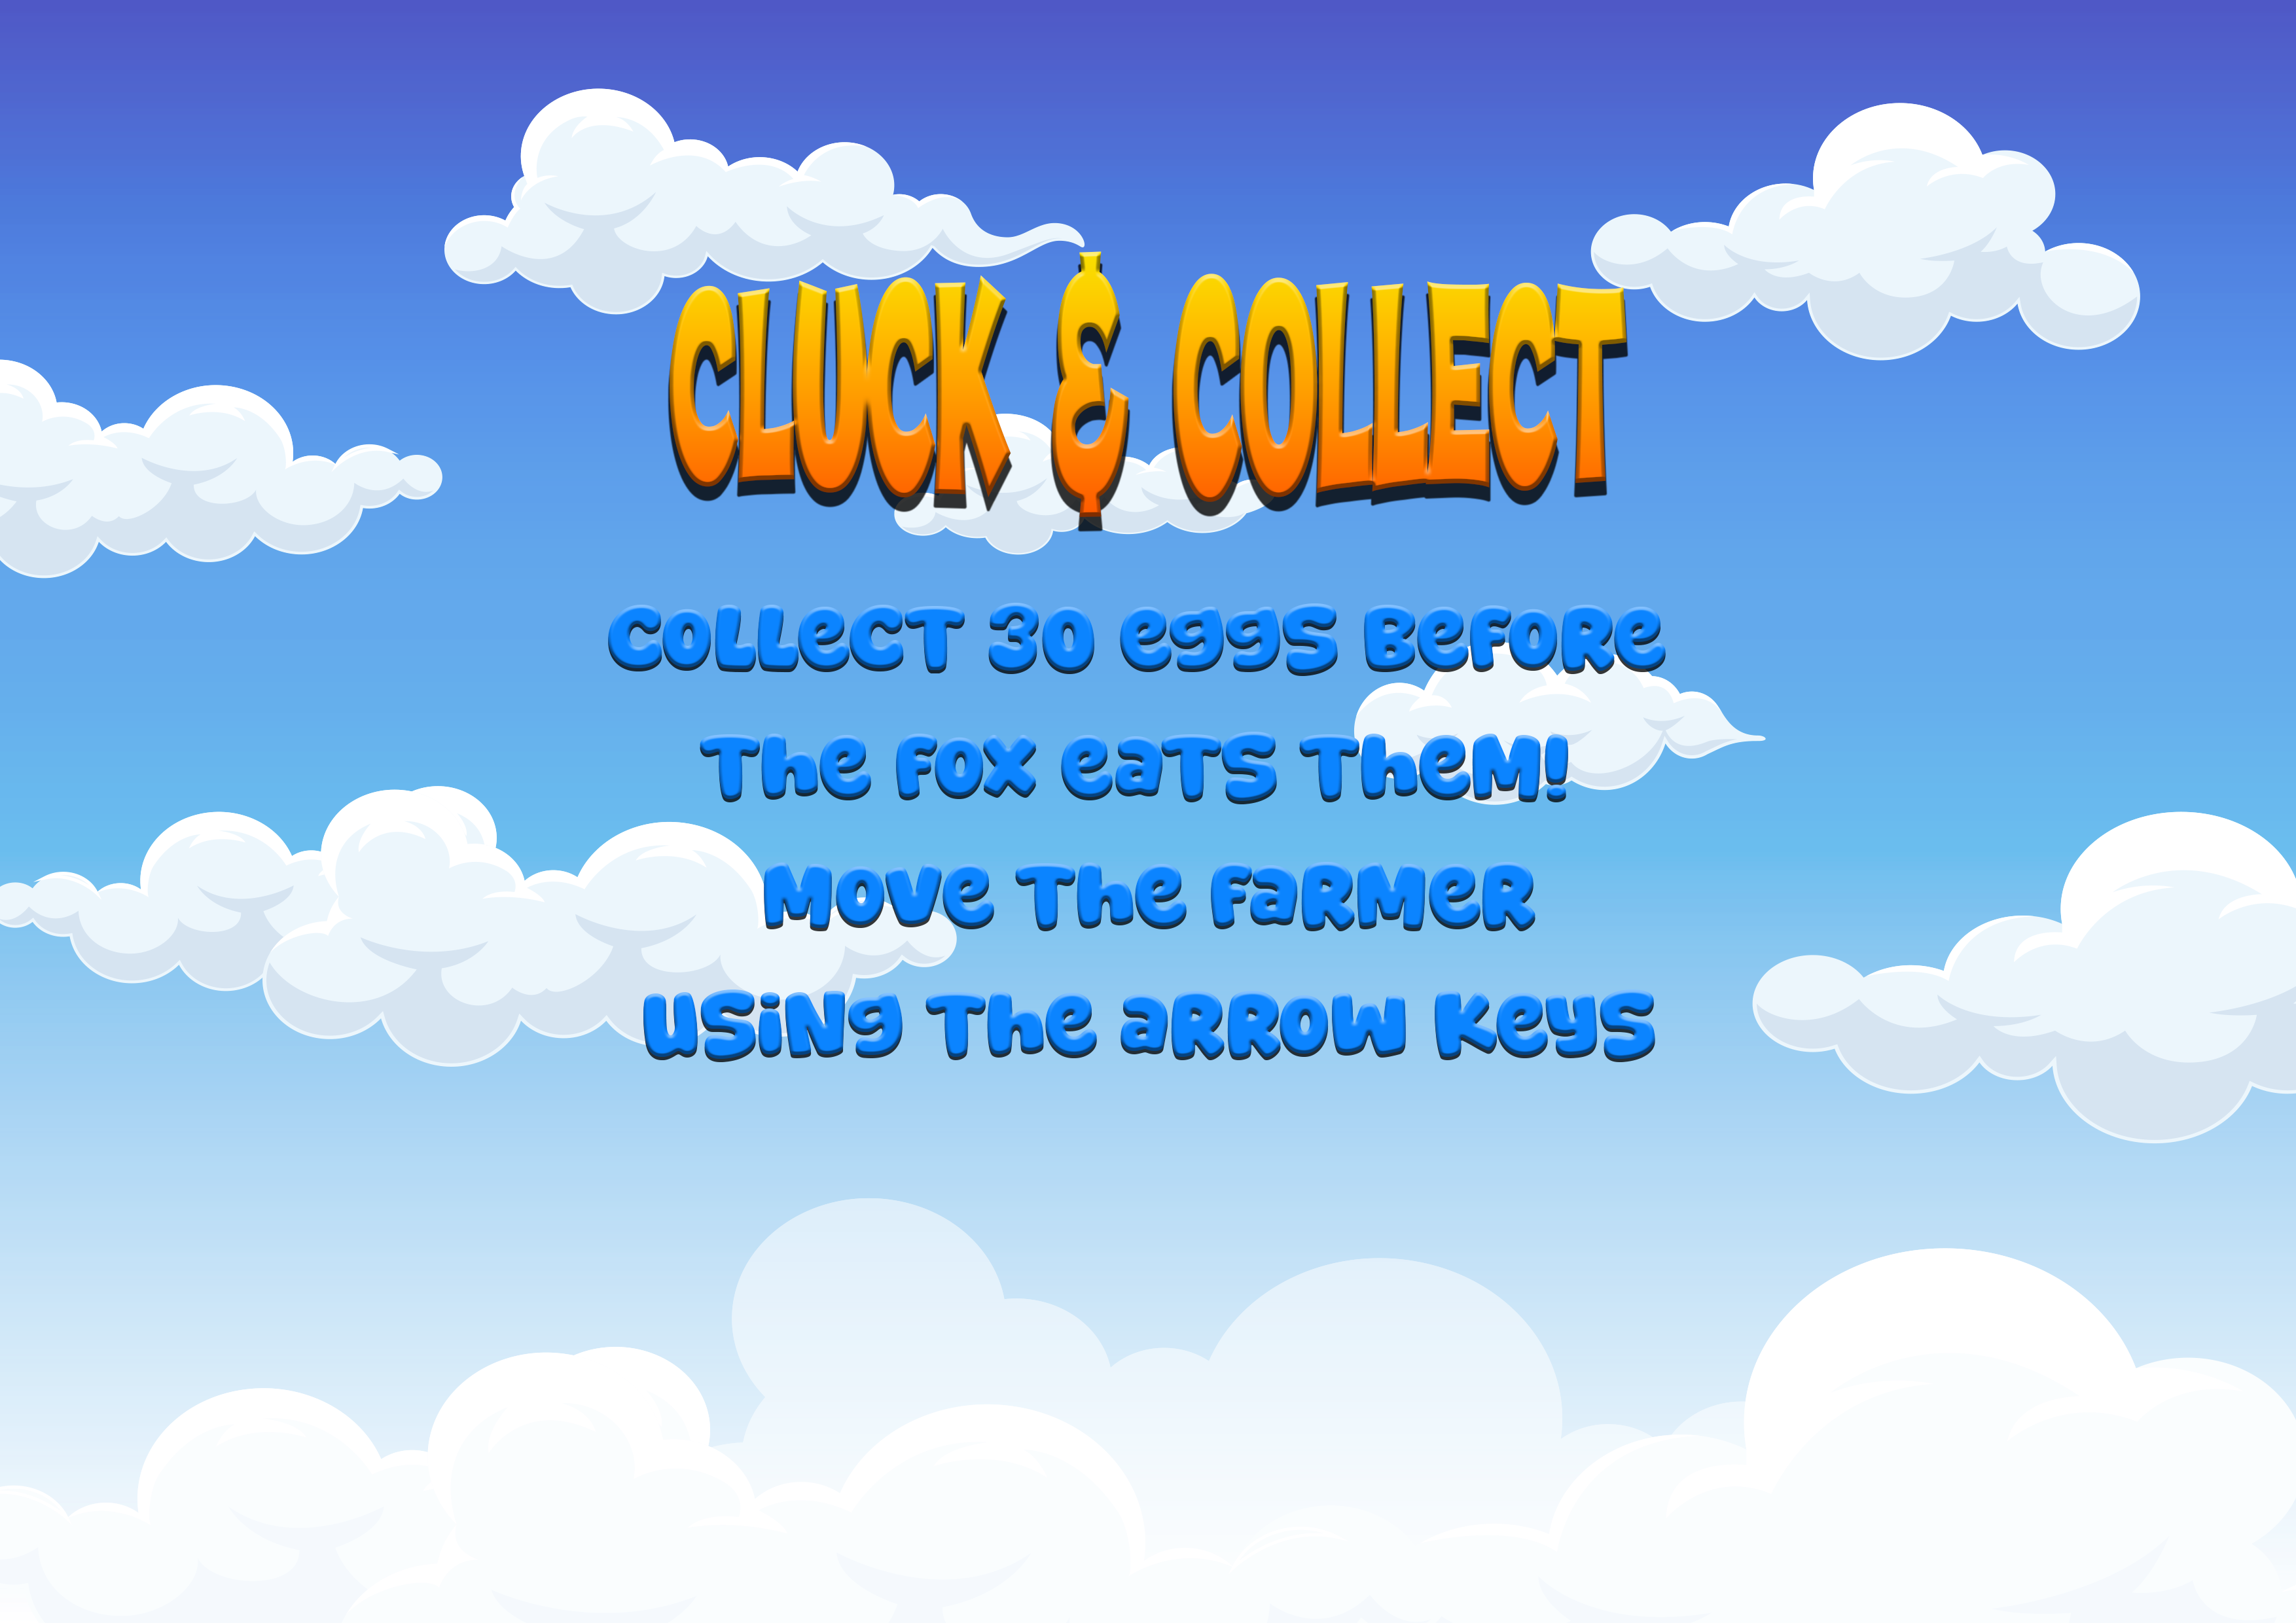 CLUCK & COLLECT
COLLECT 30 eggs BeFORe
The FOX eaTS TheM!
MOVe The FaRMeR
USiNg The aRROW KeyS